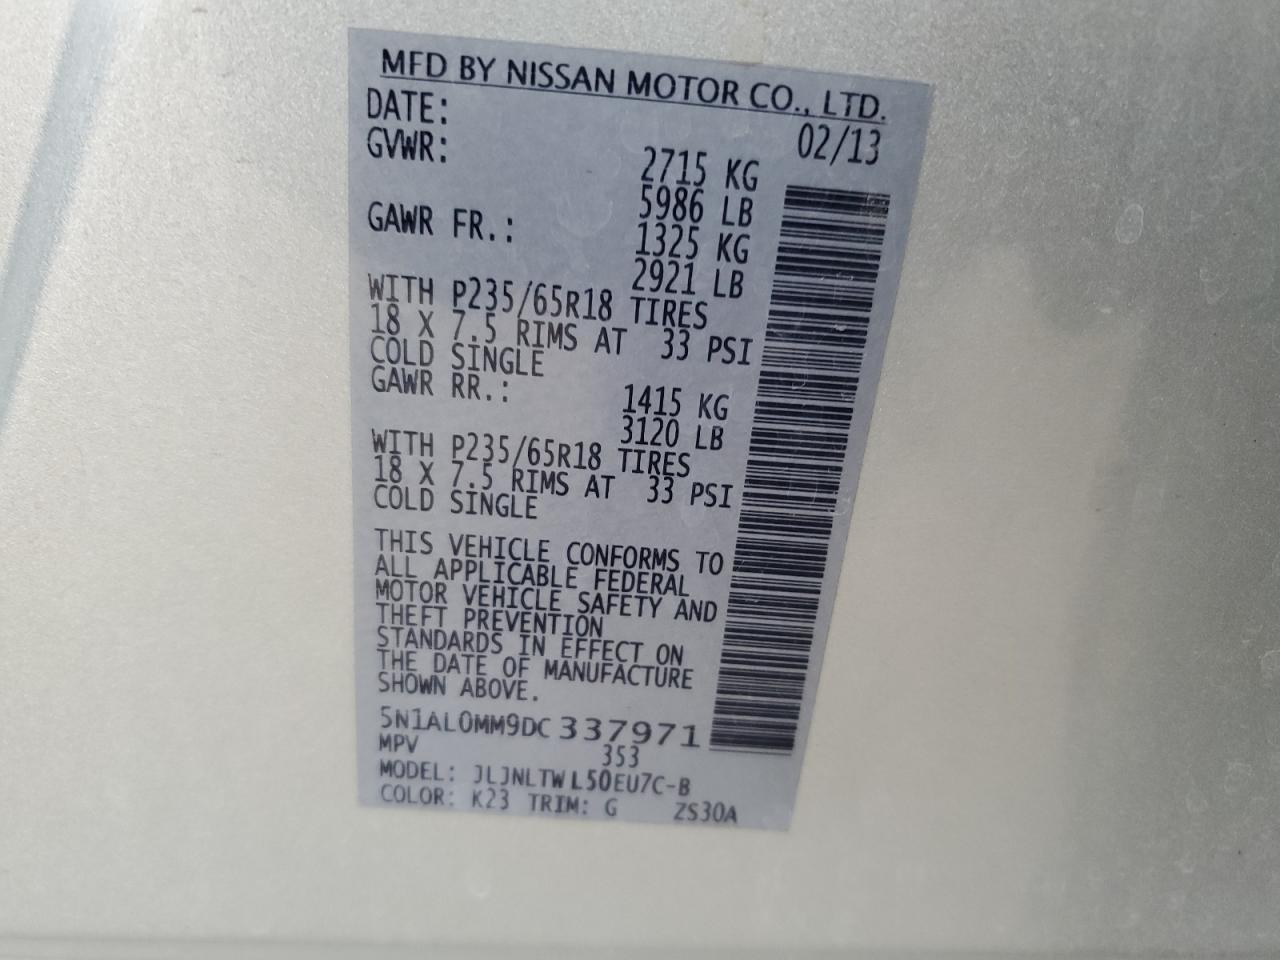 MFD BY NISSAN MOTOR CO., LTD.
DATE: 02/13
GVWR: 2715 KG
5986 LB
GAWR FR.: 1325 KG
2921 LB
WITH P235/65R18 TIRES
18 X 7.5 RIMS AT 33 PSI
COLD SINGLE
GAWR RR.: 1415 KG
3120 LB
WITH P235/65R18 TIRES
18 X 7.5 RIMS AT 33 PSI
COLD SINGLE
THIS VEHICLE CONFORMS TO
ALL APPLICABLE FEDERAL
MOTOR VEHICLE SAFETY AND
THEFT PREVENTION
STANDARDS IN EFFECT ON
THE DATE OF MANUFACTURE
SHOWN ABOVE.
5N1AL0MM9DC337971
MPV 353
MODEL: JLJNLTWL50EU7C-B
COLOR: K23 TRIM: G ZS30A